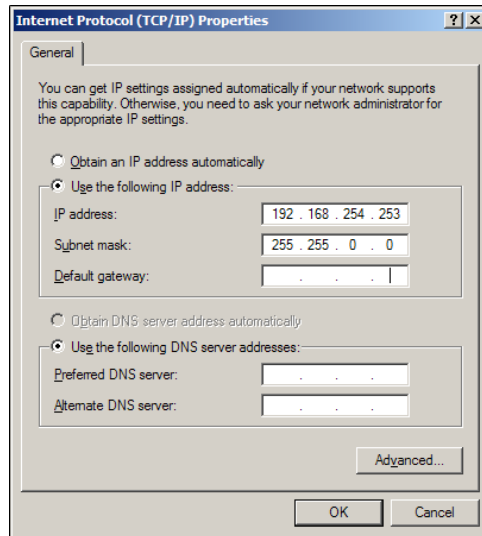 Internet Protocol (TCP/IP) Properties
General
You can get IP settings assigned automatically if your network supports
this capability. Otherwise, you need to ask your network administrator for
the appropriate IP settings.
Obtain an IP address automatically
Use the following IP address:
IP address: 192 . 168 . 254 . 253
Subnet mask: 255 . 255 . 0 . 0
Default gateway: . . .
Obtain DNS server address automatically
Use the following DNS server addresses:
Preferred DNS server: . . .
Alternate DNS server: . . .
Advanced...
OK Cancel